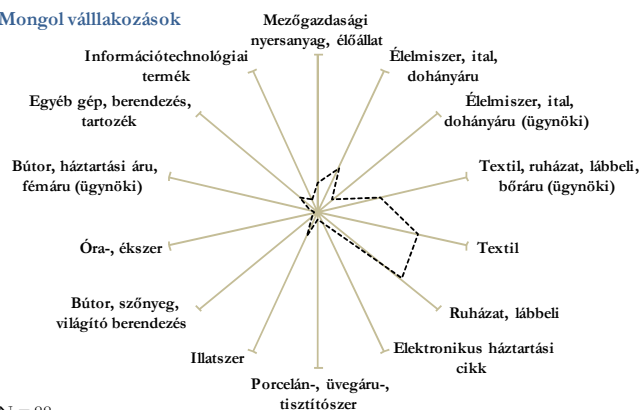 Mongol válllakozások
Mezőgazdasági
nyersanyag, élőállat
Élelmiszer, ital,
dohányáru
Élelmiszer, ital,
dohányáru (ügynöki)
Textil, ruházat, lábbeli,
bőráru (ügynöki)
Textil
Ruházat, lábbeli
Elektronikus háztartási
cikk
Porcelán-, üvegáru-,
tisztítószer
Illatszer
Bútor, szőnyeg,
világító berendezés
Óra-, ékszer
Bútor, háztartási áru,
fémáru (ügynöki)
Egyéb gép, berendezés,
tartozék
Információtechnológiai
termék